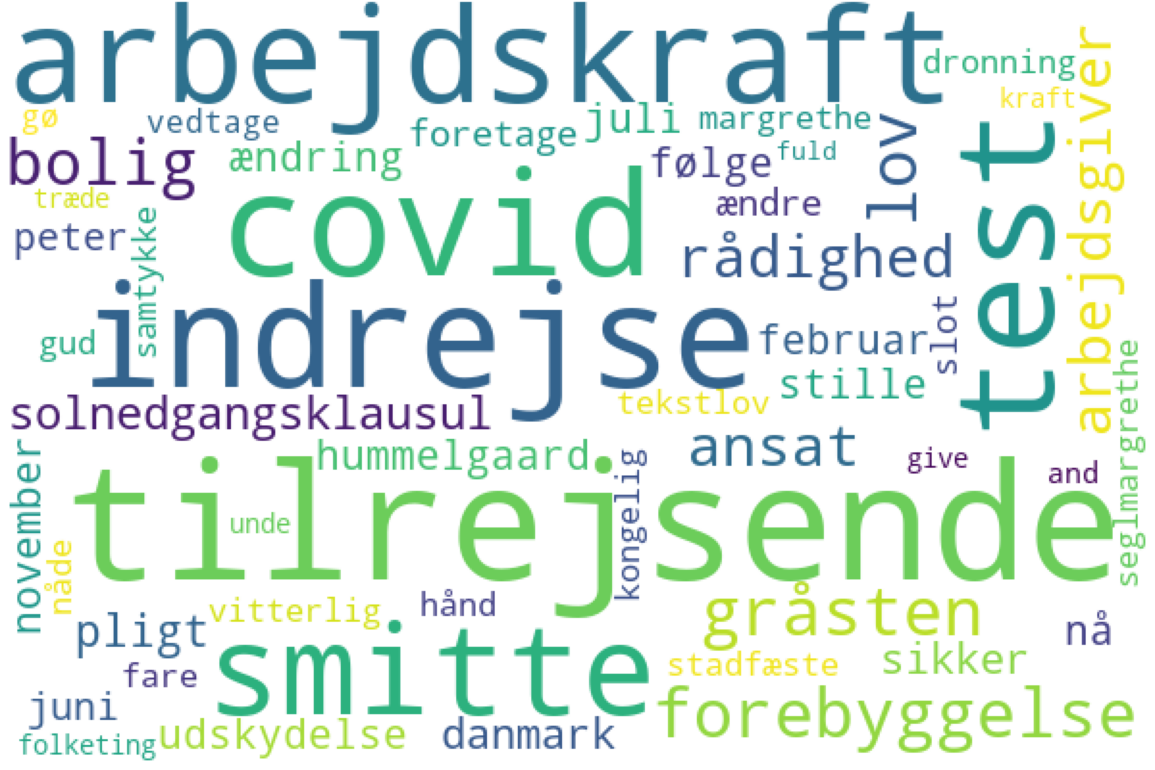 arbejdskraft
dronning
kraft
arbejdsgiver
gø
vedtage
foretage
juli
margrethe
bolig
ændring
følge
fuld
lov
test
træde
ændre
peter
samtykke
covid
rådighed
gud
indrejse
februar
slot
stille
solnedgangsklausul
tekstlov
seglmargrethe
november
hummelgaard
kongelig
ansat
give
and
tilrejsende
unde
nåde
vitterlig
hånd
gråsten
pligt
nå
fare
smitte
stadfæste
sikker
juni
forebyggelse
folketing
udskydelse
danmark